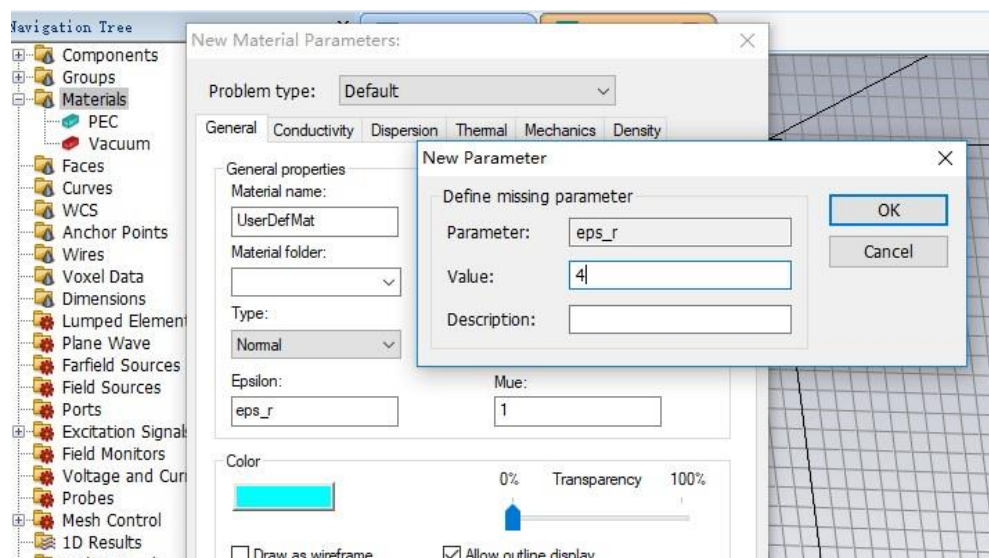 Navigation Tree
Components
Groups
Materials
PEC
Vacuum
Faces
Curves
WCS
Anchor Points
Wires
Voxel Data
Dimensions
Lumped Element
Plane Wave
Farfield Sources
Field Sources
Ports
Excitation Signal
Field Monitors
Voltage and Curr
Probes
Mesh Control
1D Results
New Material Parameters:
Problem type: Default
General Conductivity Dispersion Thermal Mechanics Density
General properties
Material name:
UserDefMat
Material folder:
Type:
Normal
Epsilon: Mue:
eps_r 1
Color
0% Transparency 100%
Draw as wireframe Allow outline display
New Parameter
Define missing parameter
Parameter: eps_r
Value: 4
Description:
OK
Cancel